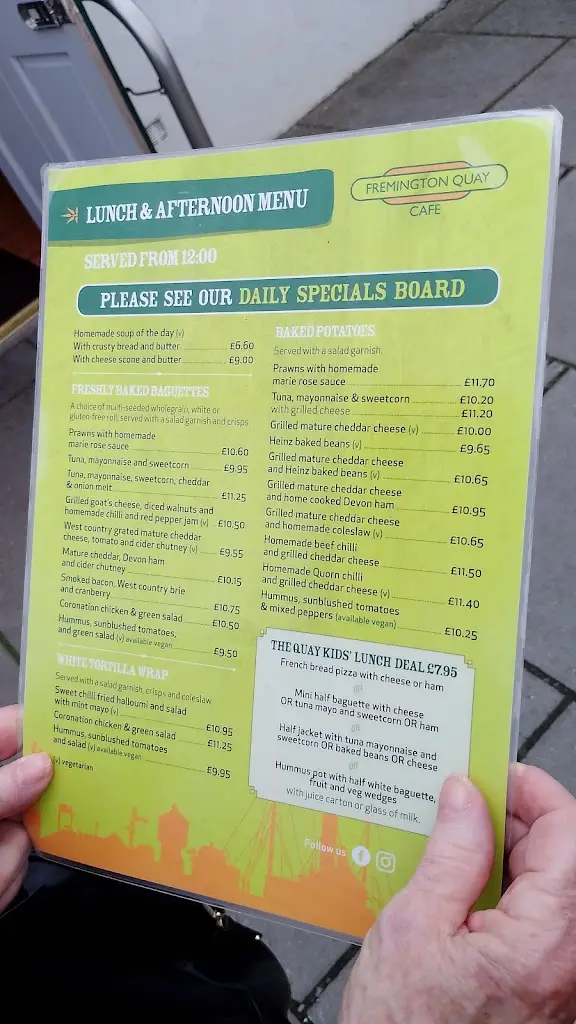 LUNCH & AFTERNOON MENU
FREMINGTON QUAY
CAFE
SERVED FROM 12:00
PLEASE SEE OUR DAILY SPECIALS BOARD
Homemade soup of the day (v)
With crusty bread and butter ........ £6.60
With cheese scone and butter ........ £9.00
FRESHLY BAKED BAGUETTES
A choice of multi-seeded wholegrain, white or
gluten-free roll, served with a salad garnish and crisps
Prawns with homemade
marie rose sauce ........ £10.60
Tuna, mayonnaise and sweetcorn ........ £9.95
Tuna, mayonnaise, sweetcorn, cheddar
& onion melt ........ £11.25
Grilled goat's cheese, diced walnuts and
homemade chilli and red pepper jam (v) ... £10.50
West country grated mature cheddar
cheese, tomato and cider chutney (v) ... £9.55
Mature cheddar, Devon ham
and cider chutney ........ £10.15
Smoked bacon, West country brie
and cranberry ........ £10.75
Coronation chicken & green salad ........ £10.50
Hummus, sunblushed tomatoes,
and green salad (v) available vegan ........ £9.50
WHITE TORTILLA WRAP
Served with a salad garnish, crisps and coleslaw
Sweet chilli fried halloumi and salad
with mint mayo (v) ........ £10.95
Coronation chicken & green salad ........ £11.25
Hummus, sunblushed tomatoes
and salad (v) available vegan ........ £9.95
(v) vegetarian
BAKED POTATOES
Served with a salad garnish.
Prawns with homemade
marie rose sauce ........ £11.70
Tuna, mayonnaise & sweetcorn ........ £10.20
with grilled cheese ........ £11.20
Grilled mature cheddar cheese (v) ........ £10.00
Heinz baked beans (v) ........ £9.65
Grilled mature cheddar cheese
and Heinz baked beans (v) ........ £10.65
Grilled mature cheddar cheese
and home cooked Devon ham ........ £10.95
Grilled mature cheddar cheese
and homemade coleslaw (v) ........ £10.65
Homemade beef chilli
and grilled cheddar cheese ........ £11.50
Homemade Quorn chilli
and grilled cheddar cheese (v) ........ £11.40
Hummus, sunblushed tomatoes
& mixed peppers (available vegan) ........ £10.25
THE QUAY KIDS' LUNCH DEAL £7.95
French bread pizza with cheese or ham
or
Mini half baguette with cheese
OR tuna mayo and sweetcorn OR ham
or
Half jacket with tuna mayonnaise and
sweetcorn OR baked beans OR cheese
or
Hummus pot with half white baguette,
fruit and veg wedges
with juice carton or glass of milk.
Follow us